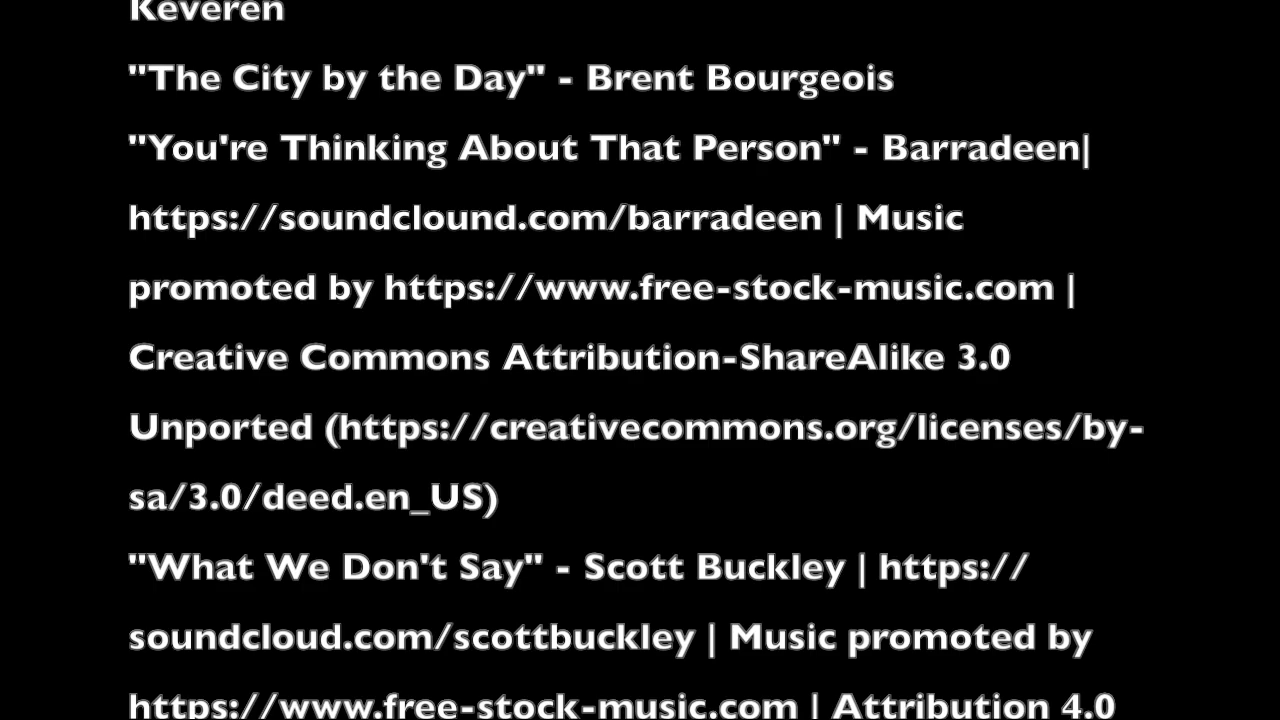 Keveren
"The City by the Day" - Brent Bourgeois
"You're Thinking About That Person" - Barradeen|
https://soundclound.com/barradeen | Music
promoted by https://www.free-stock-music.com |
Creative Commons Attribution-ShareAlike 3.0
Unported (https://creativecommons.org/licenses/by-
sa/3.0/deed.en_US)
"What We Don't Say" - Scott Buckley | https://
soundcloud.com/scottbuckley | Music promoted by
https://www.free-stock-music.com | Attribution 4.0